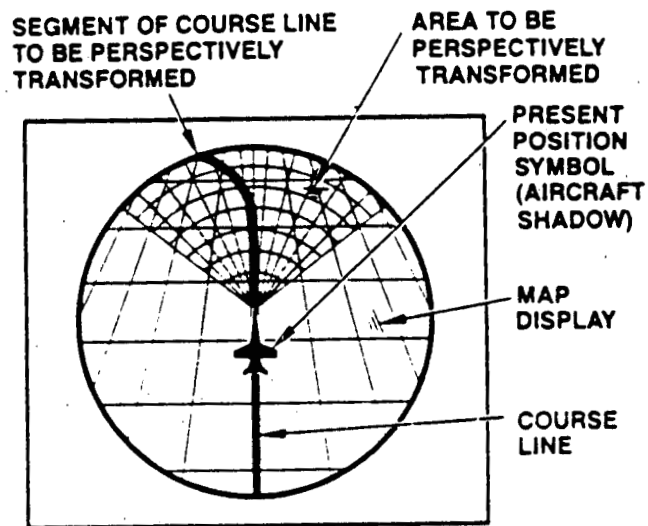 SEGMENT OF COURSE LINE
TO BE PERSPECTIVELY
TRANSFORMED
AREA TO BE
PERSPECTIVELY
TRANSFORMED
PRESENT
POSITION
SYMBOL
(AIRCRAFT
SHADOW)
MAP
DISPLAY
COURSE
LINE